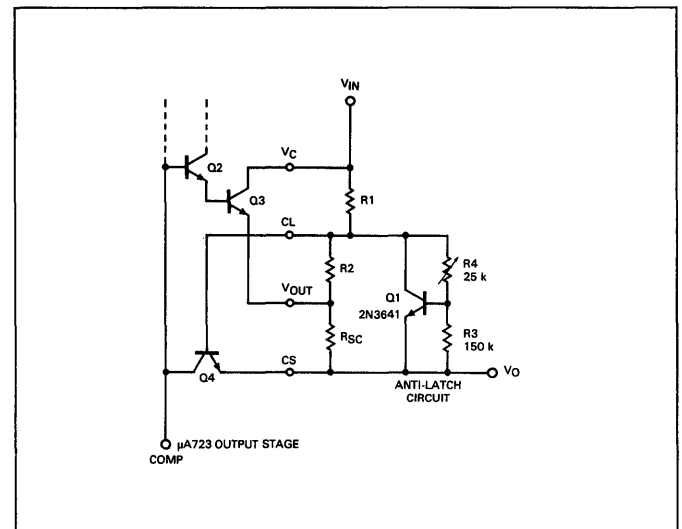 VIN
VC
Q2
Q3
R1
CL
R2
R4
25 k
Q1
2N3641
VOUT
RSC
R3
150 k
CS
Q4
VO
ANTI-LATCH
CIRCUIT
µA723 OUTPUT STAGE
COMP